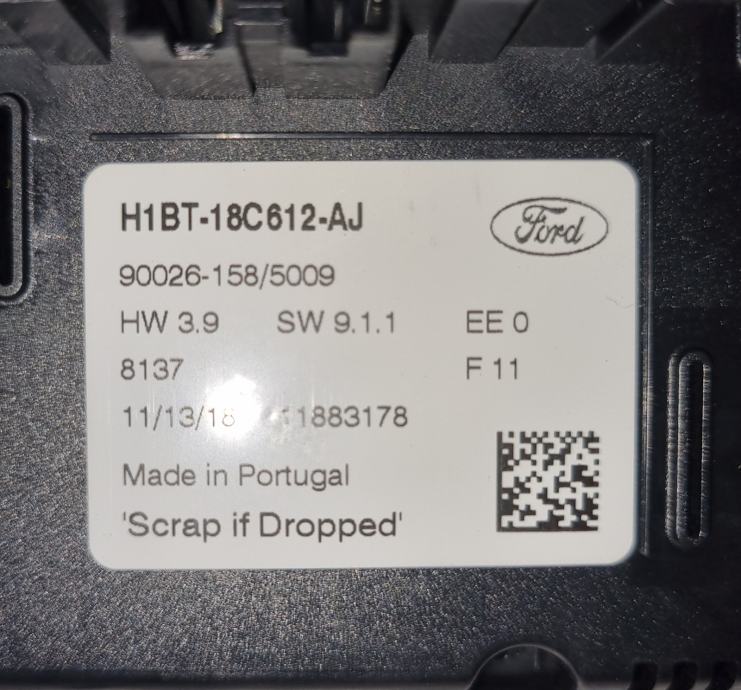 H1BT-18C612-AJ
Ford
90026-158/5009
HW 3.9 SW 9.1.1 EE 0
8137 F 11
11/13/18 11883178
Made in Portugal
'Scrap if Dropped'